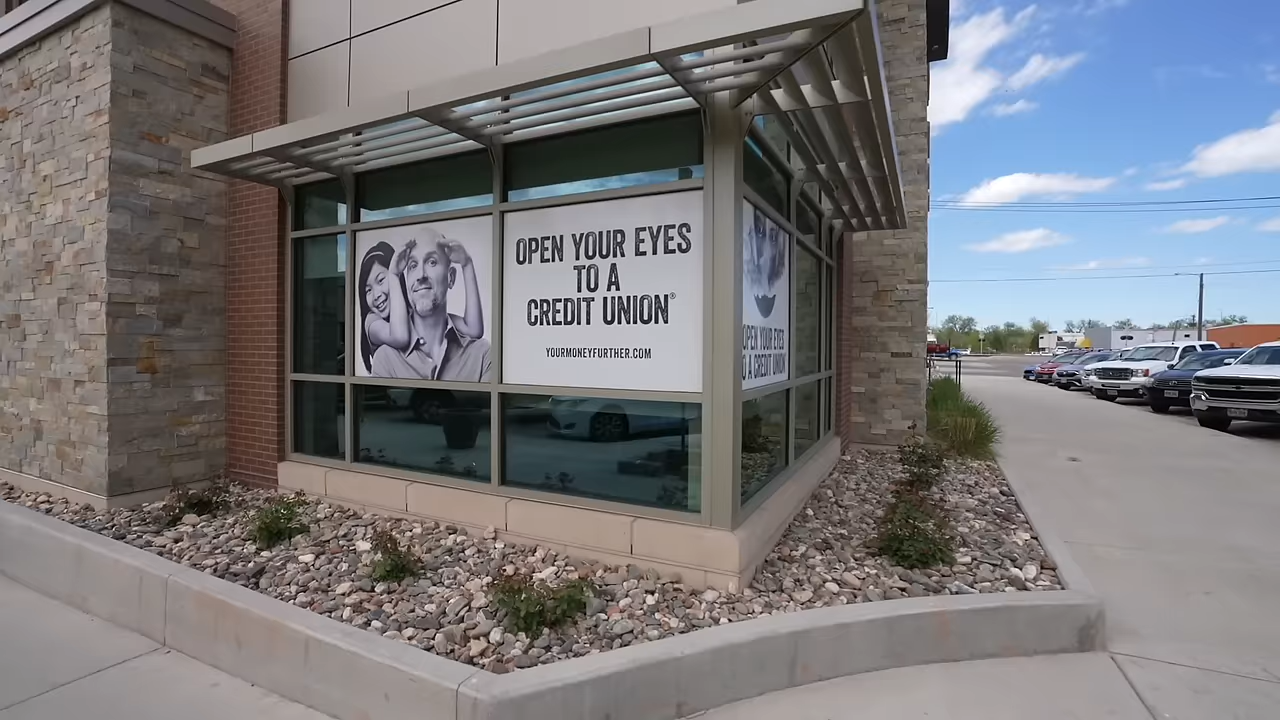 OPEN YOUR EYES
TO A
CREDIT UNION®
YOURMONEYFURTHER.COM
OPEN YOUR EYES
TO A CREDIT UNION